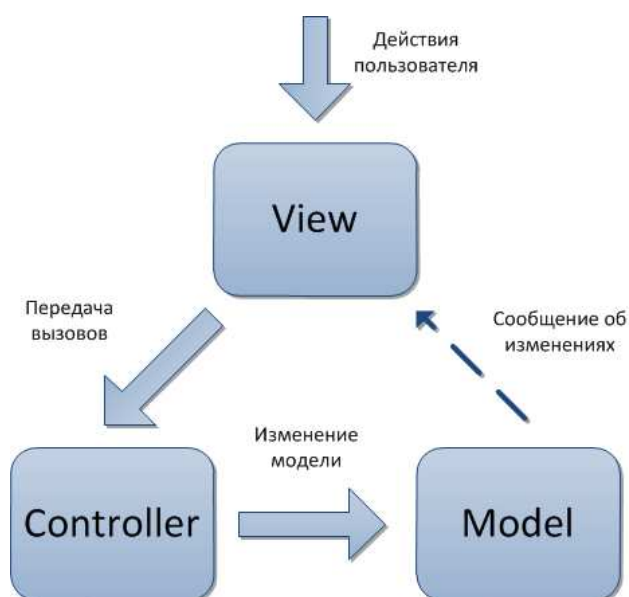 Действия
пользователя
View
Передача
вызовов
Сообщение об
изменениях
Изменение
модели
Controller
Model